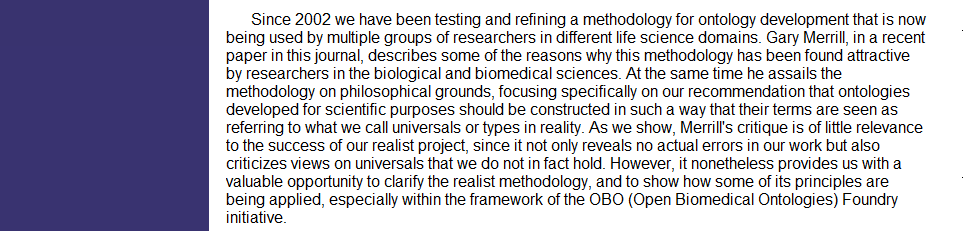 Since 2002 we have been testing and refining a methodology for ontology development that is now
being used by multiple groups of researchers in different life science domains. Gary Merrill, in a recent
paper in this journal, describes some of the reasons why this methodology has been found attractive
by researchers in the biological and biomedical sciences. At the same time he assails the
methodology on philosophical grounds, focusing specifically on our recommendation that ontologies
developed for scientific purposes should be constructed in such a way that their terms are seen as
referring to what we call universals or types in reality. As we show, Merrill's critique is of little relevance
to the success of our realist project, since it not only reveals no actual errors in our work but also
criticizes views on universals that we do not in fact hold. However, it nonetheless provides us with a
valuable opportunity to clarify the realist methodology, and to show how some of its principles are
being applied, especially within the framework of the OBO (Open Biomedical Ontologies) Foundry
initiative.